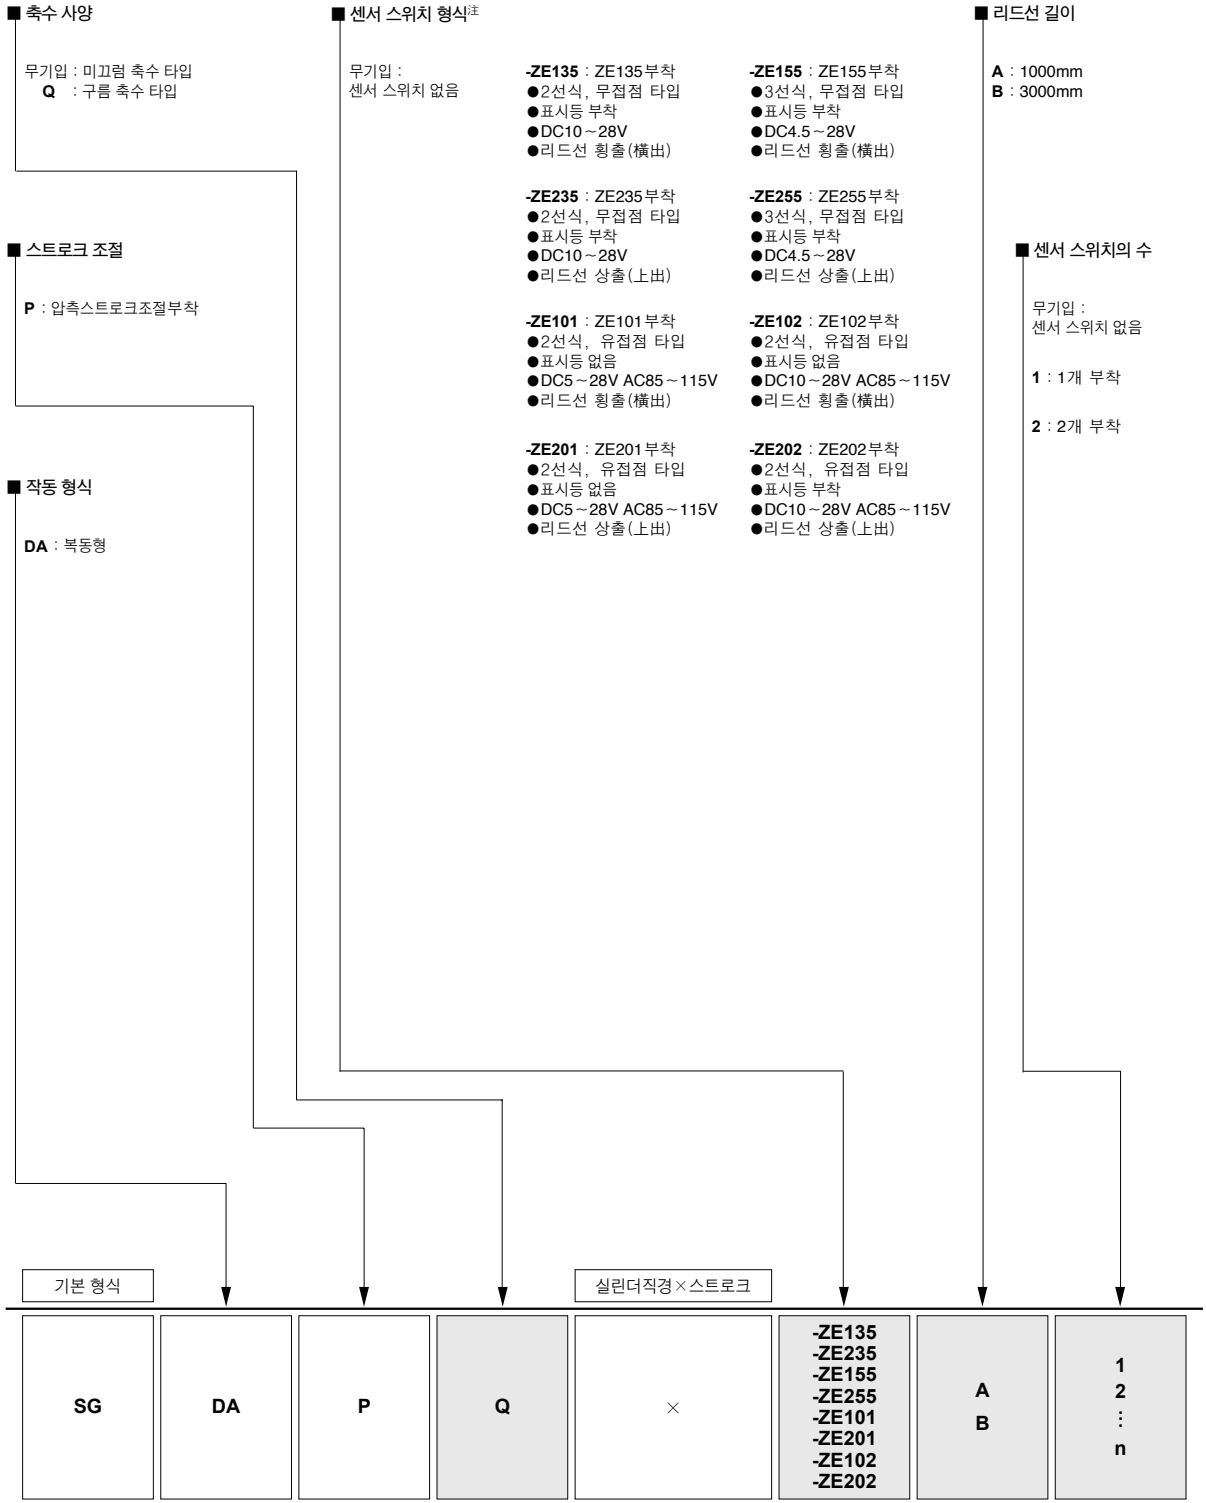 ■ 축수 사양
무기입 : 미끄럼 축수 타입
Q : 구름 축수 타입
■ 스트로크 조절
P : 압측스트로크조절부착
■ 작동 형식
DA : 복동형
■ 센서 스위치 형식注
무기입 :
센서 스위치 없음
-ZE135 : ZE135부착
●2선식, 무접점 타입
●표시등 부착
●DC10~28V
●리드선 횡출(橫出)
-ZE155 : ZE155부착
●3선식, 무접점 타입
●표시등 부착
●DC4.5~28V
●리드선 횡출(橫出)
-ZE235 : ZE235부착
●2선식, 무접점 타입
●표시등 부착
●DC10~28V
●리드선 상출(上出)
-ZE255 : ZE255부착
●3선식, 무접점 타입
●표시등 부착
●DC4.5~28V
●리드선 상출(上出)
-ZE101 : ZE101부착
●2선식, 유접점 타입
●표시등 없음
●DC5~28V AC85~115V
●리드선 횡출(橫出)
-ZE102 : ZE102부착
●2선식, 유접점 타입
●표시등 없음
●DC10~28V AC85~115V
●리드선 횡출(橫出)
-ZE201 : ZE201부착
●2선식, 유접점 타입
●표시등 없음
●DC5~28V AC85~115V
●리드선 상출(上出)
-ZE202 : ZE202부착
●2선식, 유접점 타입
●표시등 부착
●DC10~28V AC85~115V
●리드선 상출(上出)
■ 리드선 길이
A : 1000mm
B : 3000mm
■ 센서 스위치의 수
무기입 :
센서 스위치 없음
1 : 1개 부착
2 : 2개 부착
기본 형식
실린더직경×스트로크
SG
DA
P
Q
×
-ZE135
-ZE235
-ZE155
-ZE255
-ZE101
-ZE201
-ZE102
-ZE202
A
B
1
2
⋮
n